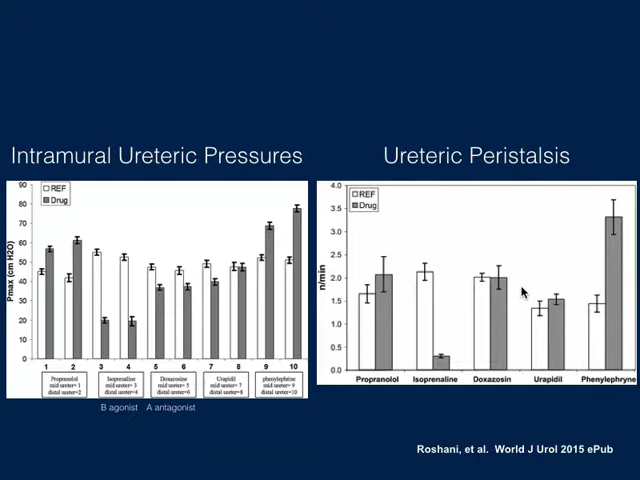 Intramural Ureteric Pressures
Ureteric Peristalsis
90
80
70
60
50
40
30
20
10
0
Pmax (cm H2O)
REF
Drug
1 2 3 4 5 6 7 8 9 10
Propranolol
mid ureter= 1
distal ureter=2
Isoprenaline
mid ureter= 3
distal ureter=4
Doxazosine
mid ureter= 5
distal ureter=6
Urapidil
mid ureter= 7
distal ureter=8
phenylephrine
mid ureter= 9
distal ureter=10
B agonist A antagonist
4.0
3.5
3.0
2.5
2.0
1.5
1.0
0.5
0.0
n/min
REF
Drug
Propranolol Isoprenaline Doxazosin Urapidil Phenylephryne
Roshani, et al. World J Urol 2015 ePub